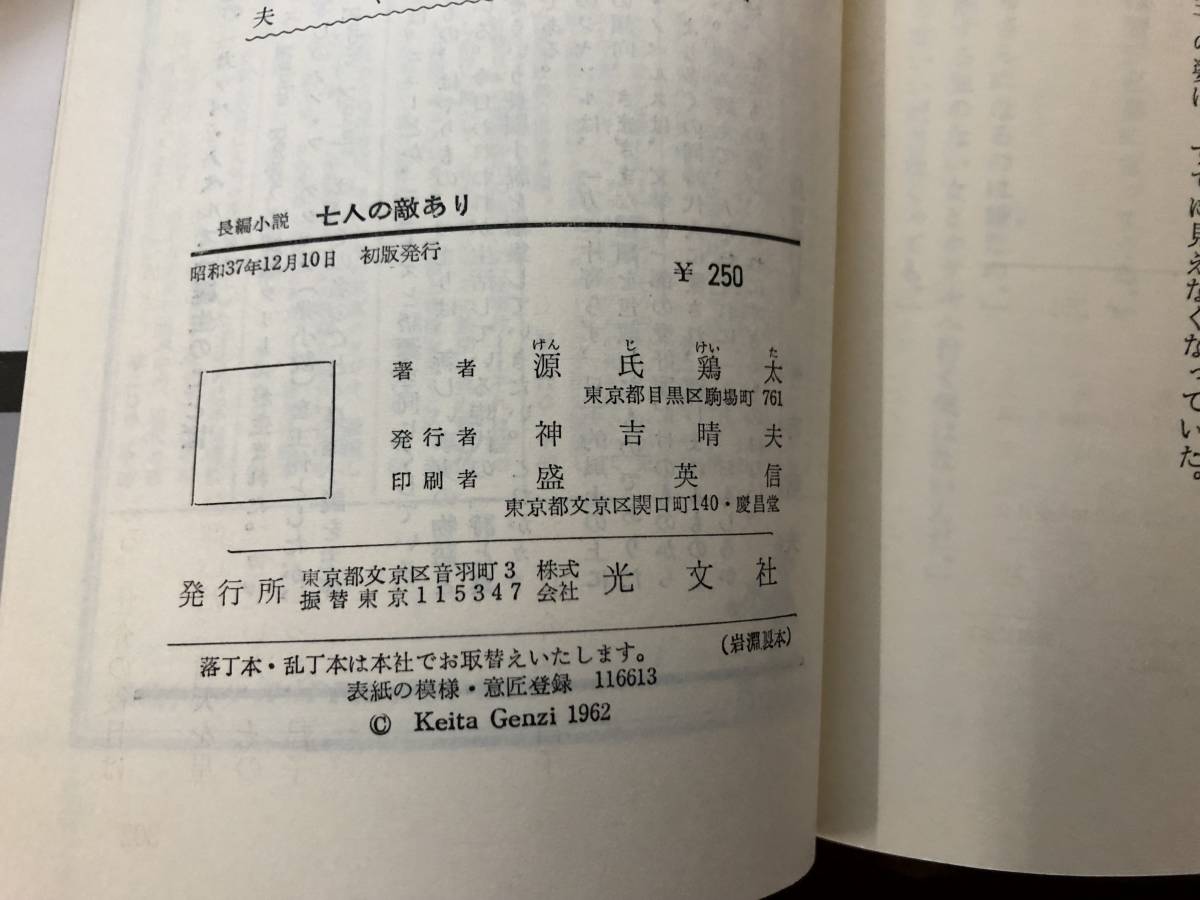 夫
長編小説 七人の敵あり
昭和37年12月10日 初版発行
¥ 250
げん じ けい た
著者 源氏鶏太
東京都目黒区駒場町 761
発行者 神吉晴夫
印刷者 盛英信
東京都文京区関口町140・慶昌堂
発行所 東京都文京区音羽町3 株式会社 光文社
振替東京115347
(岩淵製本)
落丁本・乱丁本は本社でお取替えいたします。
表紙の模様・意匠登録 116613
© Keita Genzi 1962
の姿は、すでに見えなくなっていた。